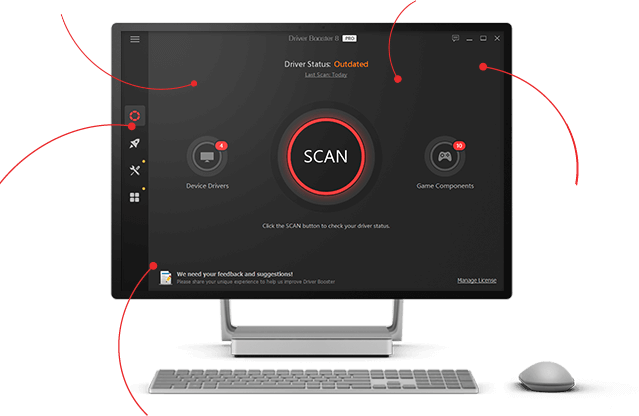 Driver Booster 8 PRO
Driver Status: Outdated
Last Scan: Today
4
SCAN
10
Device Drivers
Game Components
Click the SCAN button to check your driver status.
We need your feedback and suggestions!
Please share your unique experience to help us improve Driver Booster
Manage License